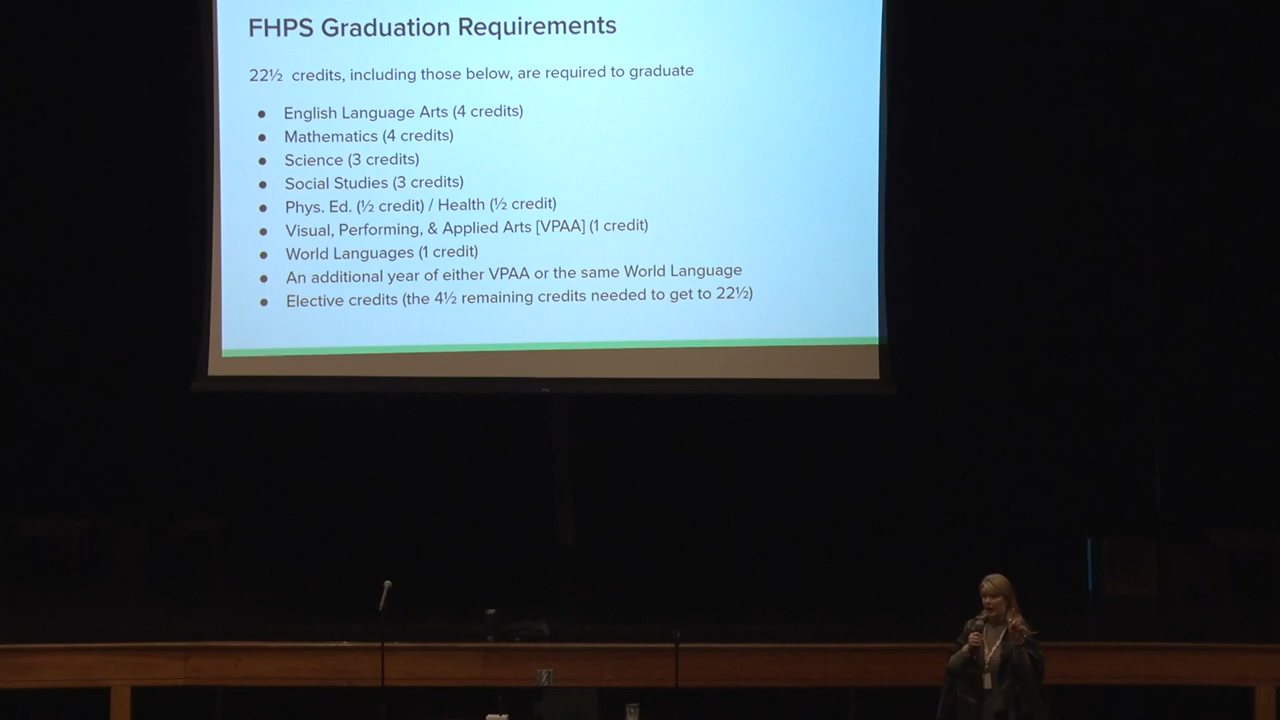 FHPS Graduation Requirements
22½ credits, including those below, are required to graduate
● English Language Arts (4 credits)
● Mathematics (4 credits)
● Science (3 credits)
● Social Studies (3 credits)
● Phys. Ed. (½ credit) / Health (½ credit)
● Visual, Performing, & Applied Arts [VPAA] (1 credit)
● World Languages (1 credit)
● An additional year of either VPAA or the same World Language
● Elective credits (the 4½ remaining credits needed to get to 22½)